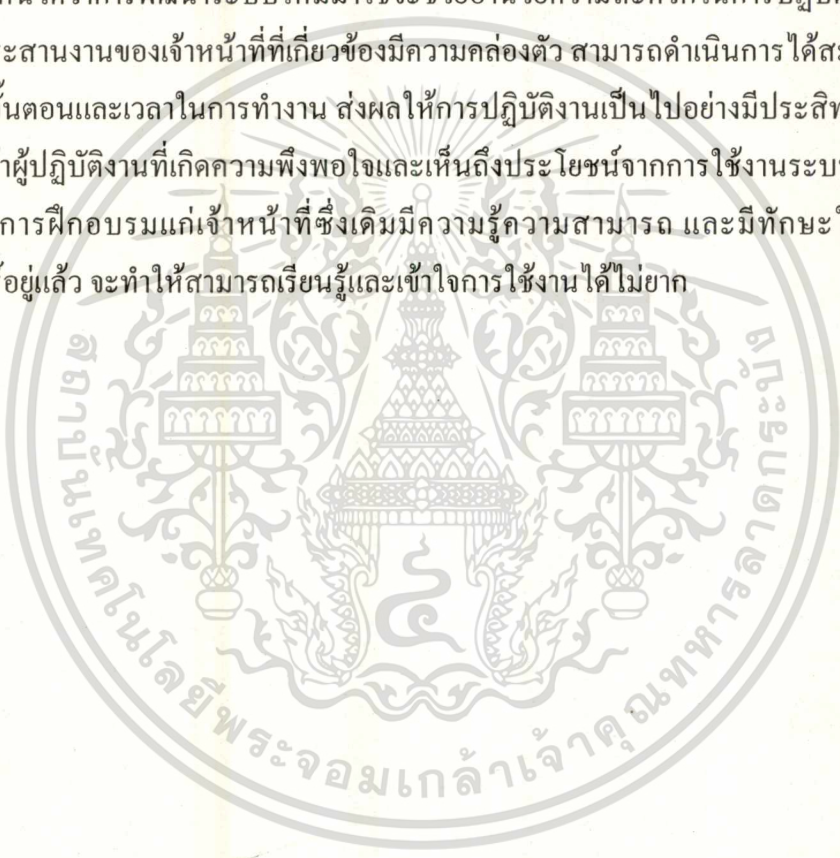 ระสานงานของเจ้าหน้าที่ที่เกี่ยวข้องมีความคล่องตัว สามารถดำเนินการได้
ั้นตอนและเวลาในการทำงาน ส่งผลให้การปฏิบัติงานเป็นไปอย่างมี
ผู้ปฏิบัติงานที่เกิดความพึงพอใจและเห็นถึงประโยชน์จากการใช้งาน
การฝึกอบรมแก่เจ้าหน้าที่ซึ่งเดิมมีความรู้ความสามารถ และมีทักษะ
อยู่แล้ว จะทำให้สามารถเรียนรู้และเข้าใจการใช้งานได้ไม่ยาก
สถาบันเทคโนโลยีพระจอมเกล้าเจ้าคุณทหารลาดกระบัง